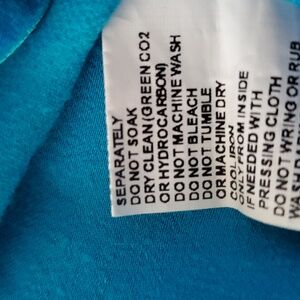 SEPARATELY
DO NOT SOAK
DRY CLEAN (GREEN CO2
OR HYDROCARBON)
DO NOT MACHINE WASH
DO NOT BLEACH
DO NOT TUMBLE
OR MACHINE DRY
COOL IRON
ONLY FROM INSIDE
IF NEEDED WITH
PRESSING CLOTH
DO NOT WRING OR RUB